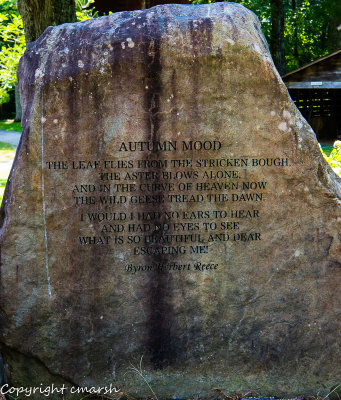 AUTUMN MOOD
THE LEAF FLIES FROM THE STRICKEN BOUGH,
THE ASTER BLOWS ALONE,
AND IN THE CURVE OF HEAVEN NOW
THE WILD GEESE TREAD THE DAWN.
I WOULD I HAD NO EARS TO HEAR
AND HAD NO EYES TO SEE
WHAT IS SO BEAUTIFUL AND DEAR
ESCAPING ME!
Byron Herbert Reece
Copyright cmarsh